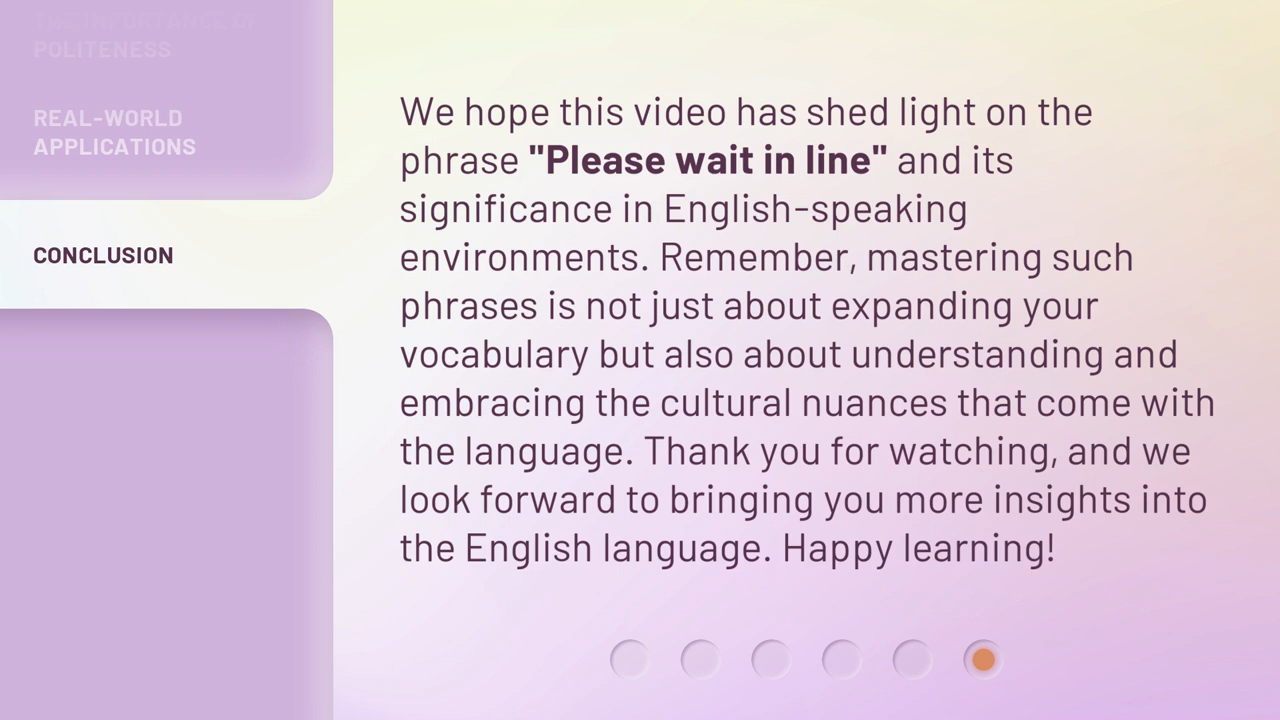 THE IMPORTANCE OF
POLITENESS
REAL-WORLD
APPLICATIONS
CONCLUSION
We hope this video has shed light on the
phrase "Please wait in line" and its
significance in English-speaking
environments. Remember, mastering such
phrases is not just about expanding your
vocabulary but also about understanding and
embracing the cultural nuances that come with
the language. Thank you for watching, and we
look forward to bringing you more insights into
the English language. Happy learning!